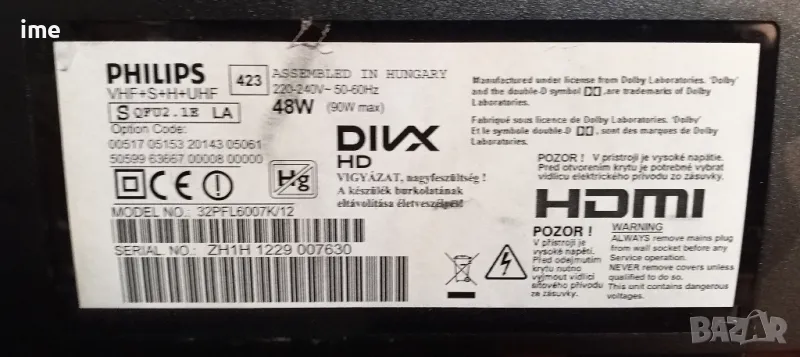 ime
PHILIPS
VHF+S+H+UHF
423
ASSEMBLED IN HUNGARY
220-240V~ 50-60Hz
48W (90W max)
S QFU2.1E LA
Option Code:
00517 05153 20143 05061
50599 63667 00008 00000
CE
Hg
MODEL NO.: 32PFL6007K/12
SERIAL NO.: ZH1H 1229 007630
DIVX
HD
VIGYÁZAT, nagyfeszültség !
A készülék burkolatának
eltávolítása életveszélyes!
Manufactured under license from Dolby Laboratories. 'Dolby'
and the double-D symbol, are trademarks of Dolby
Laboratories.
Fabriqué sous licence de Dolby Laboratories. 'Dolby'
Et le symbole double-D, sont des marques de Dolby
Laboratories.
POZOR ! V pristroji je vysoké napätie.
Pred otvorením krytu je potrebné vybrať
vidlicu elektrického prívodu zo zásuvky.
HDMI
POZOR !
V přístroji je
vysoké napětí.
Před odejmutím
krytu nutno
vyjmout vidlici
síťového přívodu
ze zásuvky.
WARNING
ALWAYS remove mains plug
from wall socket before any
Service operation.
NEVER remove covers unless
qualified to do so.
This unit contains dangerous
voltages.
BAZAR